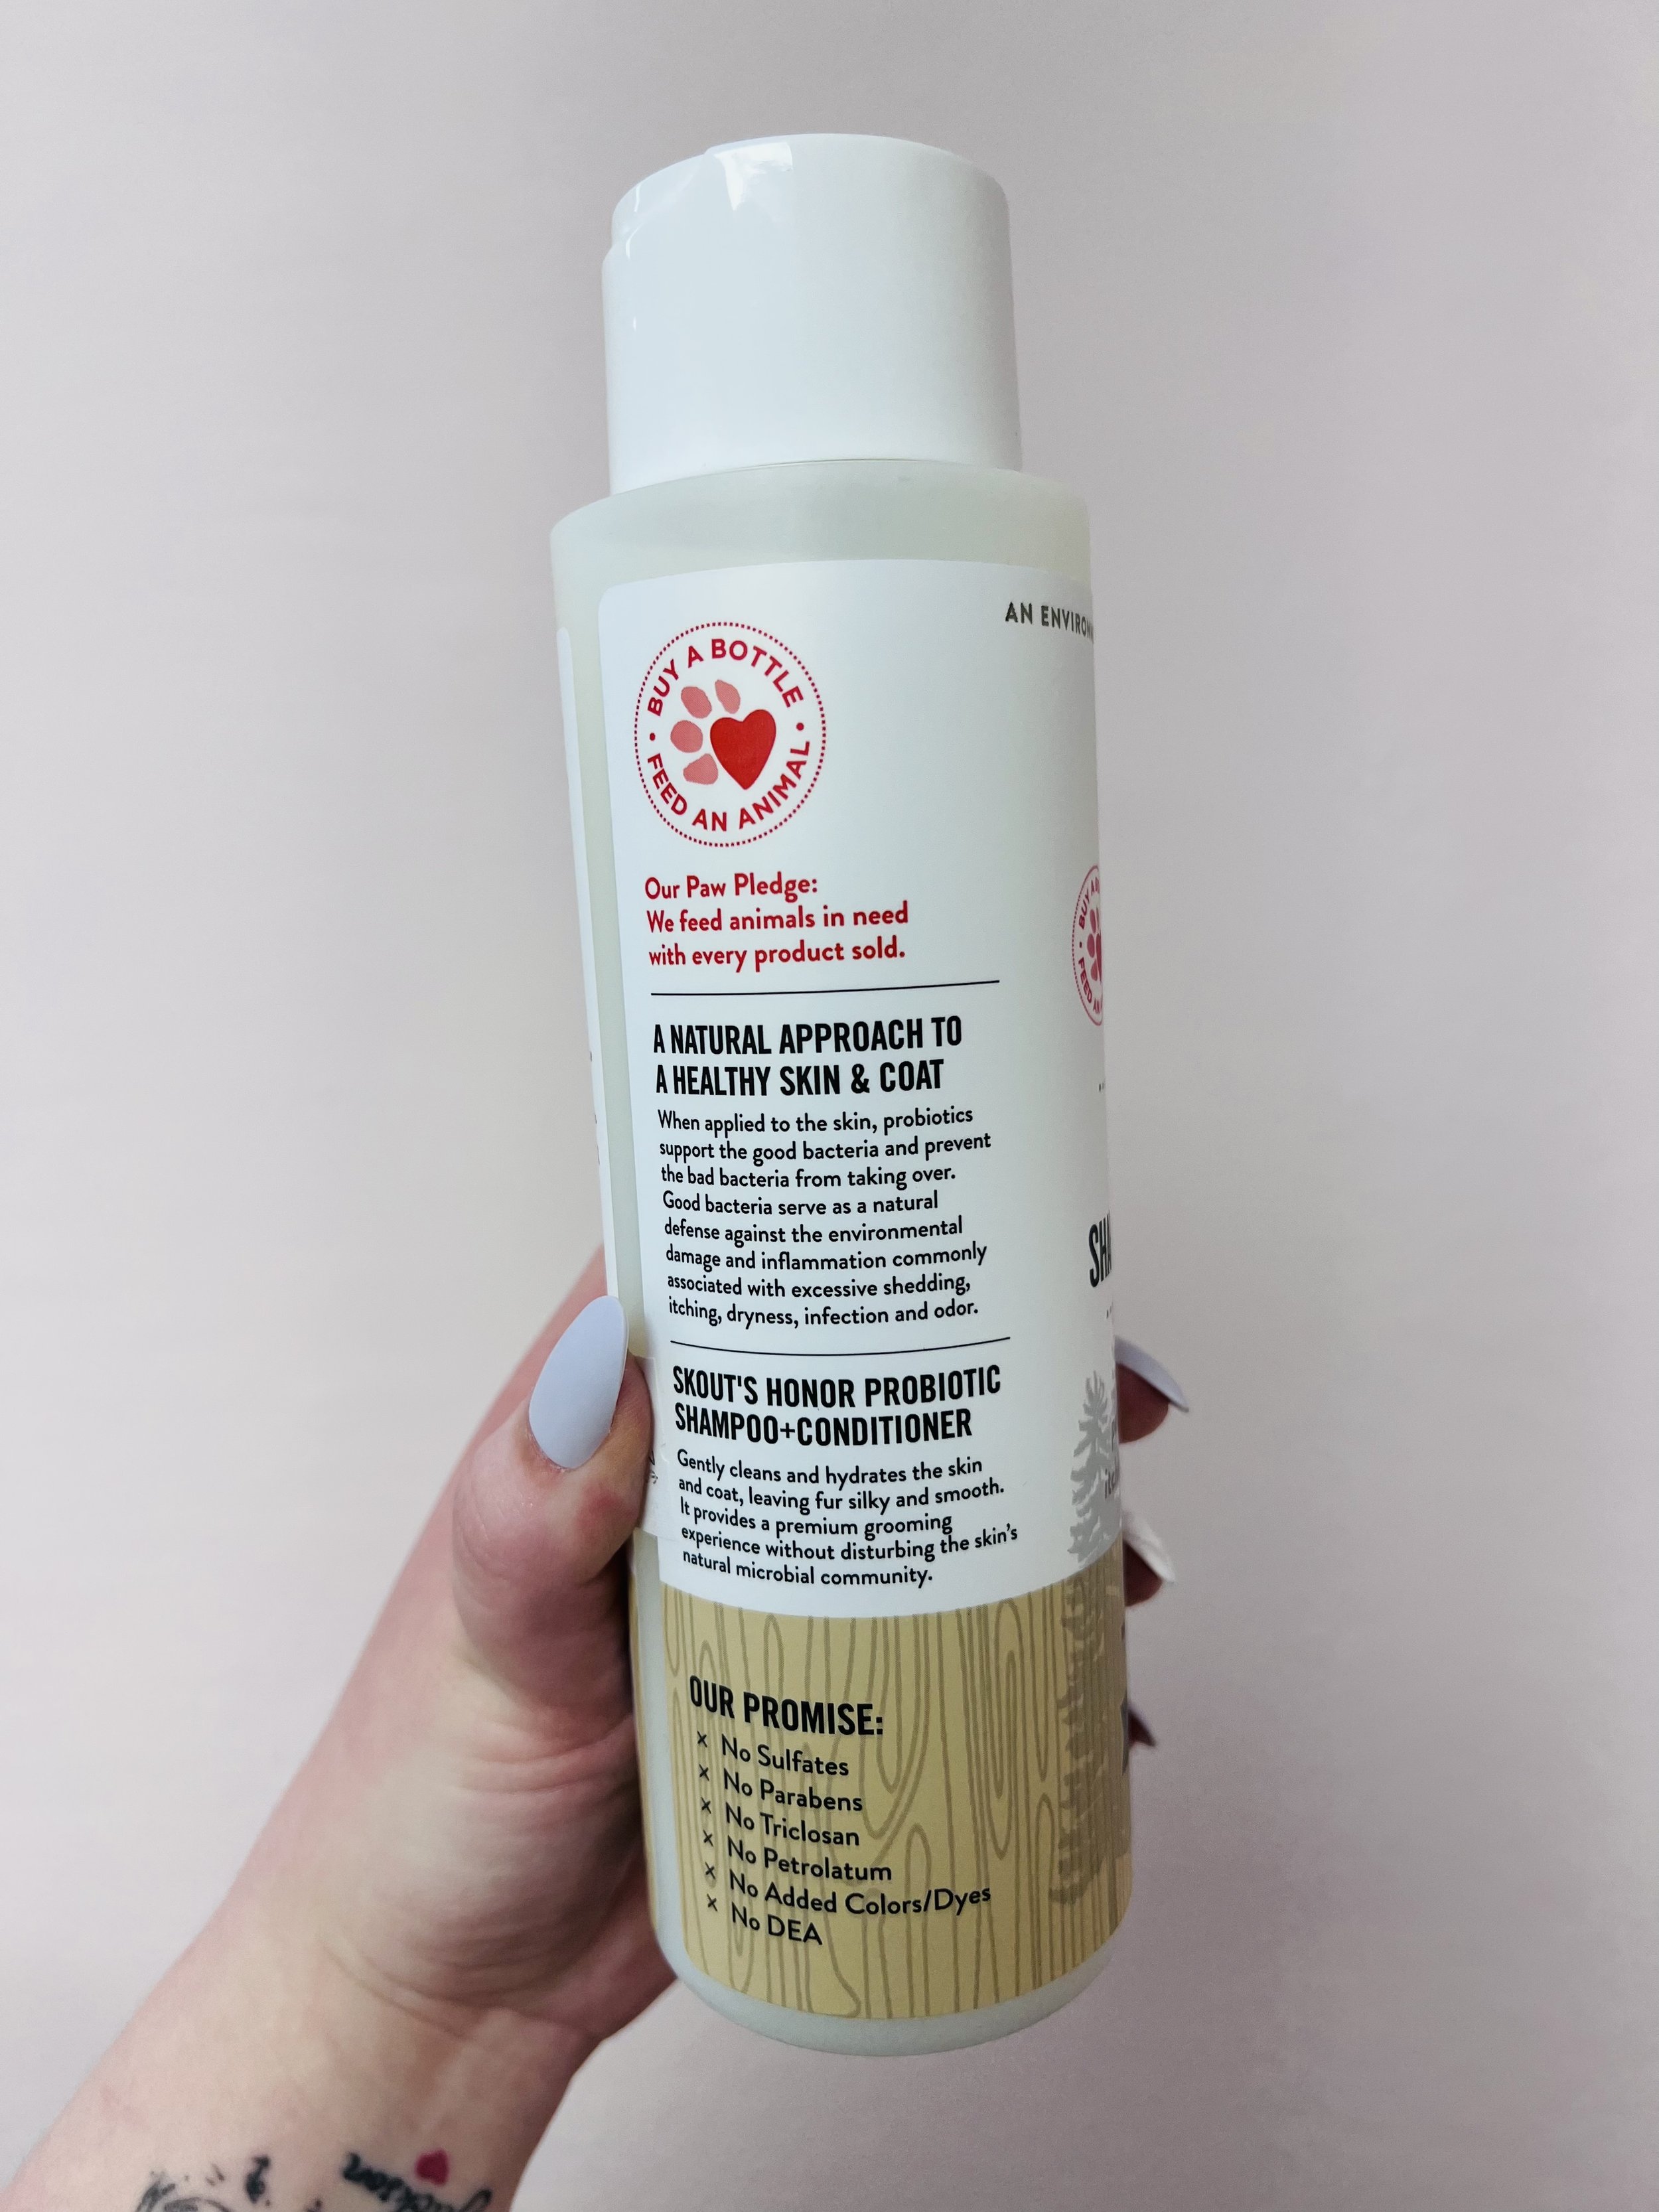 BUY A BOTTLE
FEED AN ANIMAL
AN
Our Paw Pledge:
We feed animals in need
with every product sold.
A NATURAL APPROACH TO
A HEALTHY SKIN & COAT
When applied to the skin, probiotics
support the good bacteria and prevent
the bad bacteria from taking over.
Good bacteria serve as a natural
defense against the environmental
damage and inflammation commonly
associated with excessive shedding,
itching, dryness, infection and odor.
SKOUT'S HONOR PROBIOTIC
SHAMPOO+CONDITIONER
Gently cleans and hydrates the skin
and coat, leaving fur silky and smooth.
It provides a premium grooming
experience without disturbing the skin's
natural microbial community.
OUR PROMISE:
× No Sulfates
× No Parabens
× No Triclosan
× No Petrolatum
× No Added Colors/Dyes
× No DEA
Jackson